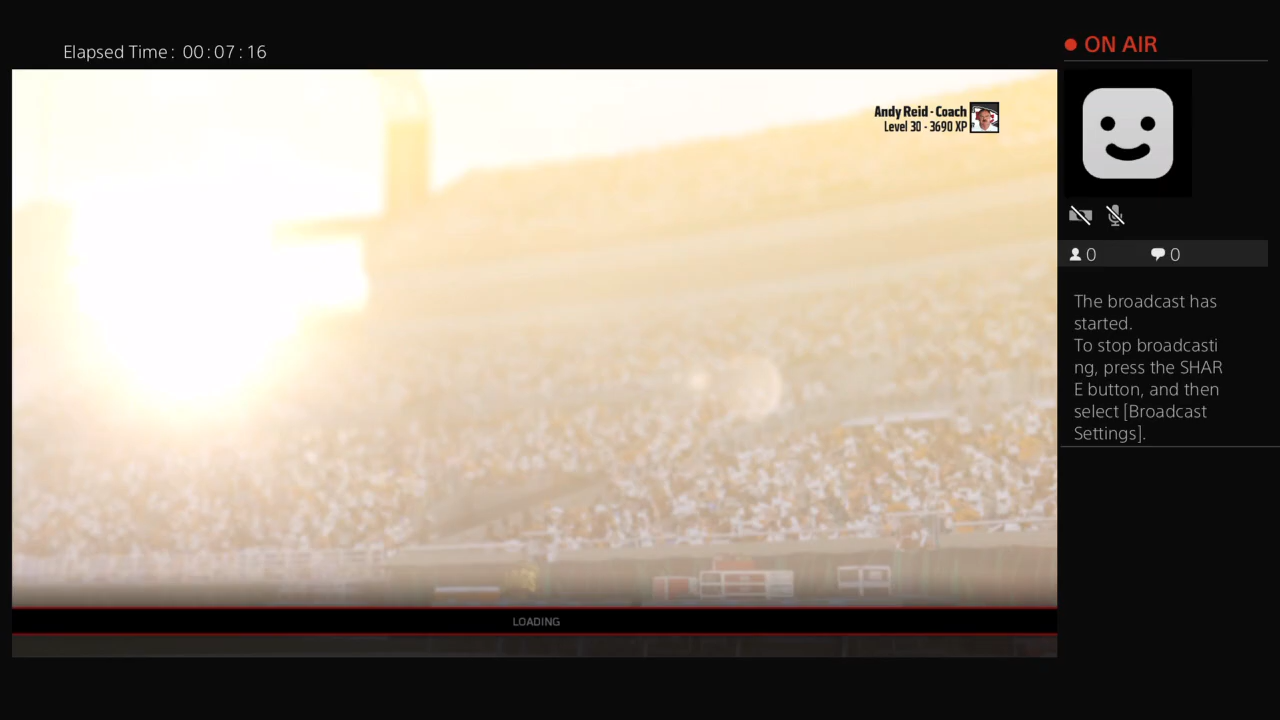 Elapsed Time: 00:07:16
ON AIR
Andy Reid - Coach
Level 30 - 3690 XP
0
0
The broadcast has
started.
To stop broadcasti
ng, press the SHAR
E button, and then
select [Broadcast
Settings].
LOADING